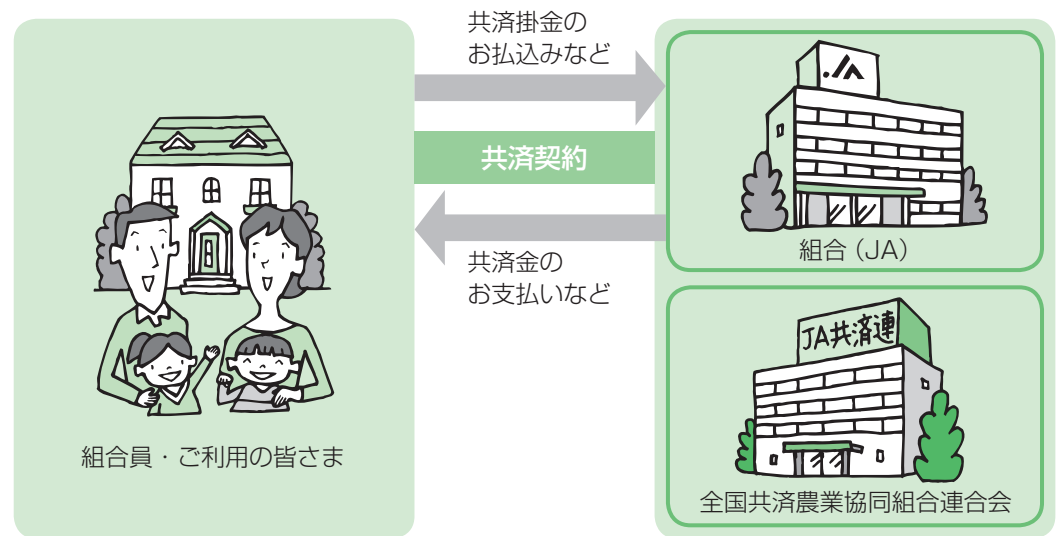 共済掛金の
お払込みなど
共済契約
共済金の
お支払いなど
組合員・ご利用の皆さま
JA
組合（JA）
JA共済連
全国共済農業協同組合連合会